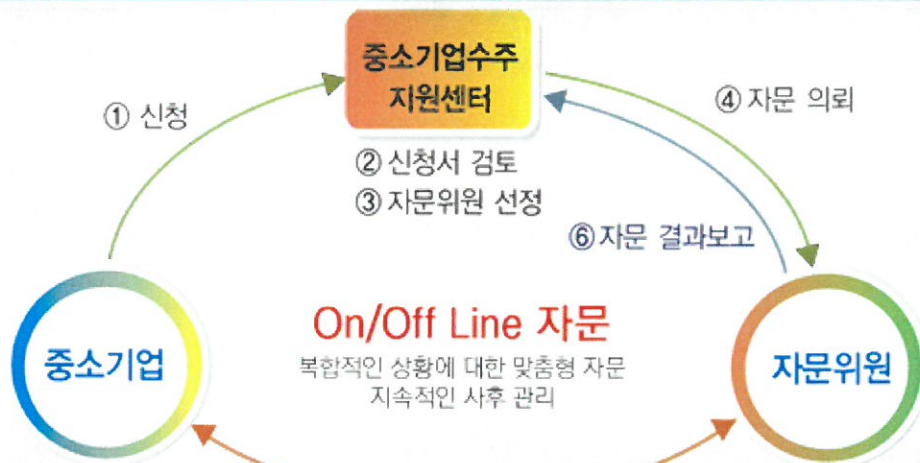 중소기업수주
지원센터
① 신청
④ 자문 의뢰
② 신청서 검토
③ 자문위원 선정
⑥ 자문 결과보고
On/Off Line 자문
복합적인 상황에 대한 맞춤형 자문
지속적인 사후 관리
중소기업
자문위원